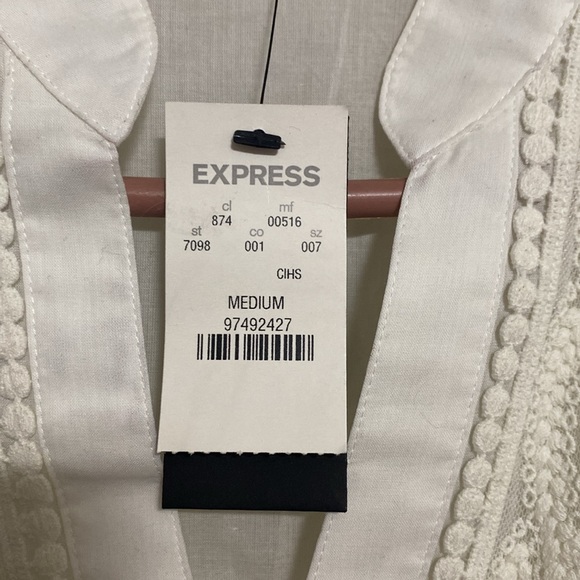 EXPRESS
cl mf
874 00516
st co sz
7098 001 007
CIHS
MEDIUM
97492427